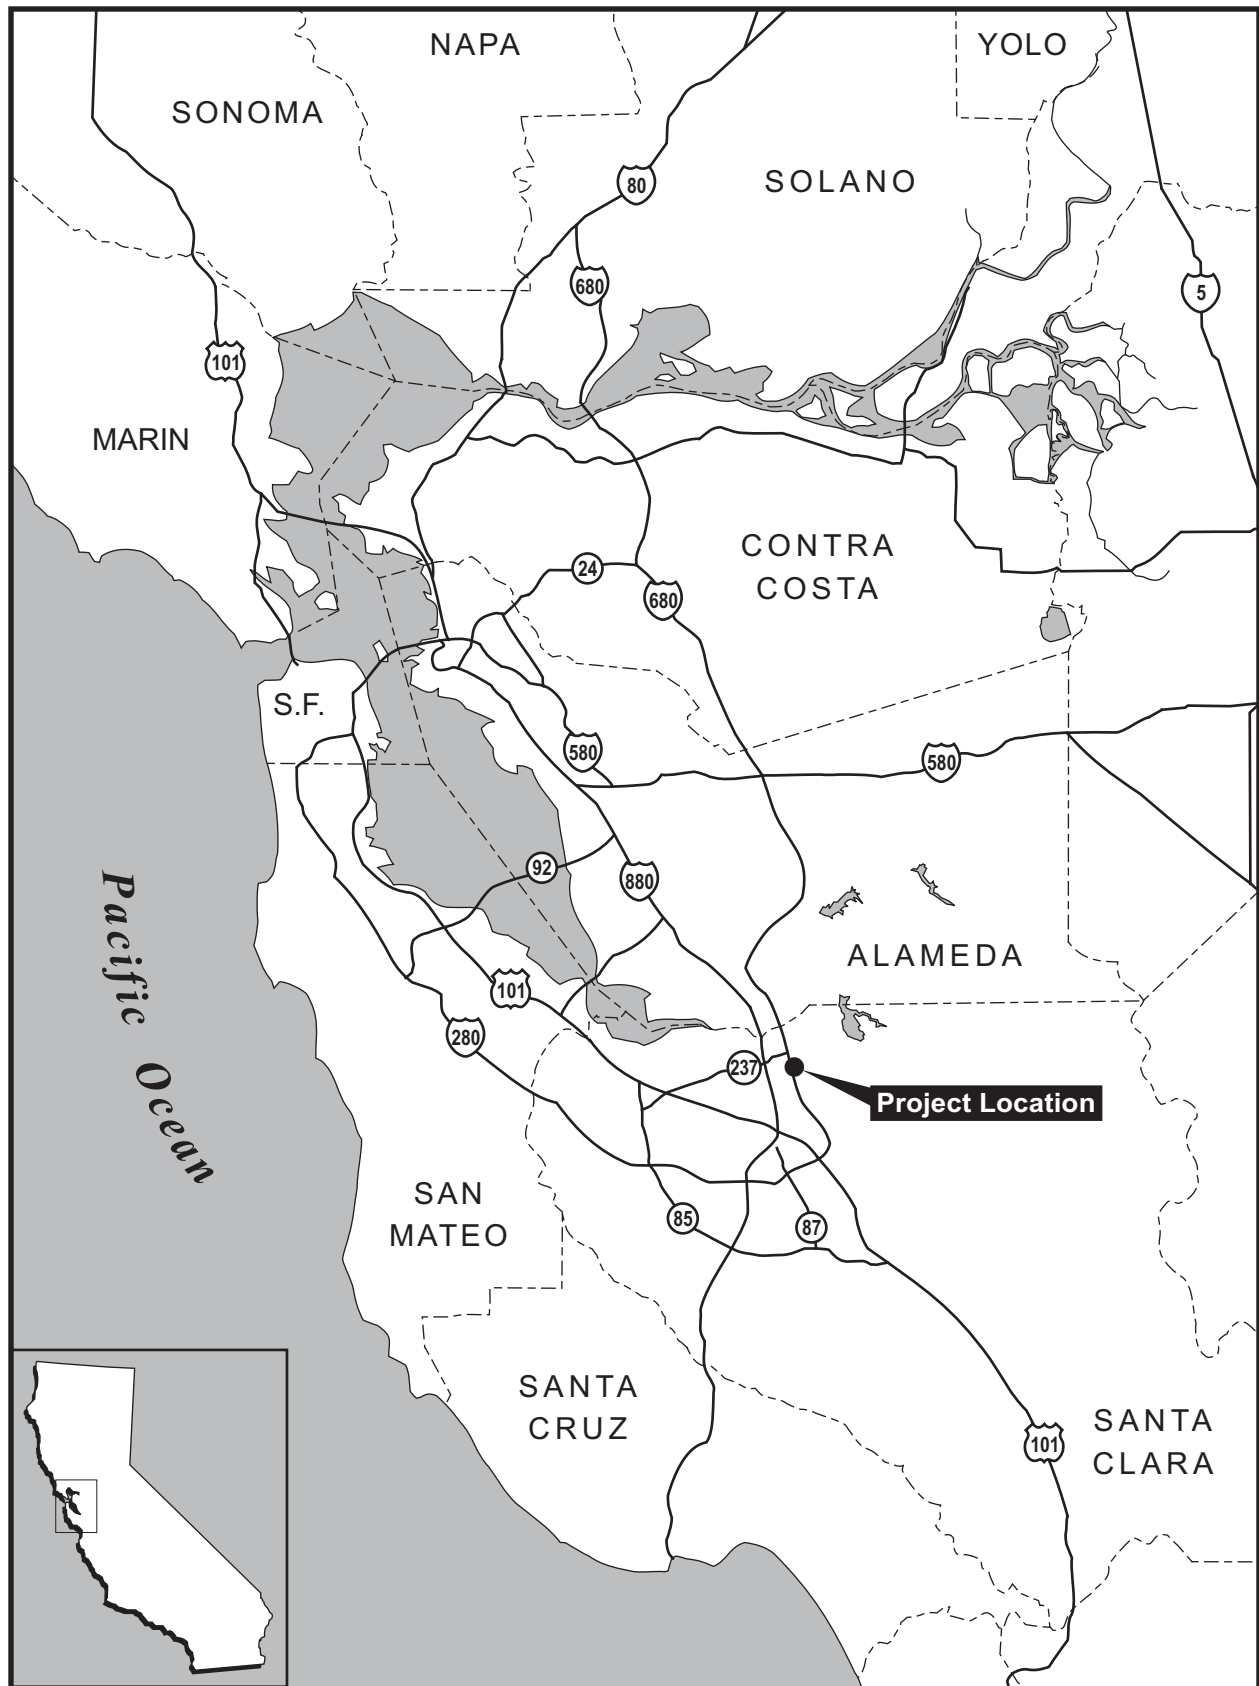 NAPA
YOLO
SONOMA
80
SOLANO
680
5
101
MARIN
CONTRA
COSTA
24
680
S.F.
580
580
92
880
Pacific Ocean
ALAMEDA
101
280
237
Project Location
SAN
MATEO
85
87
SANTA
CRUZ
SANTA
CLARA
101